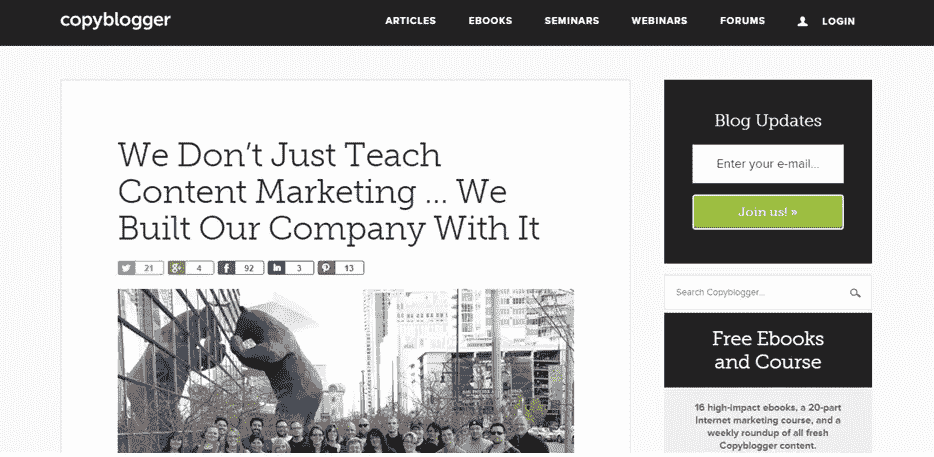 copyblogger
ARTICLES
EBOOKS
SEMINARS
WEBINARS
FORUMS
LOGIN
We Don't Just Teach
Content Marketing ... We
Built Our Company With It
21
4
92
3
13
Blog Updates
Enter your e-mail...
Join us! »
Search Copyblogger...
Free Ebooks
and Course
16 high-impact ebooks, a 20-part
Internet marketing course, and a
weekly roundup of all fresh
Copyblogger content.